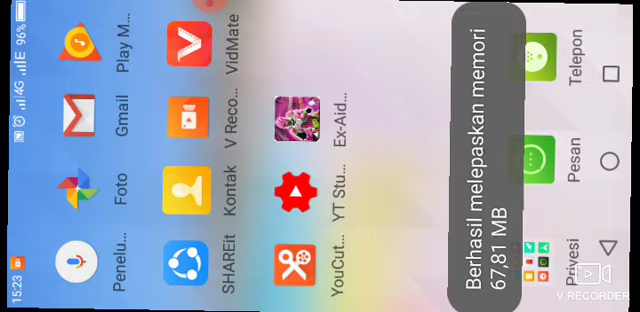 15:23
4G
E 96%
Penelu...
Foto
Gmail
Play M...
SHAREit
Kontak
V Reco...
VidMate
YouCut...
YT Stu...
Ex-Aid...
Berhasil melepaskan memori
67,81 MB
Privesi
Pesan
Telepon
V RECORDER